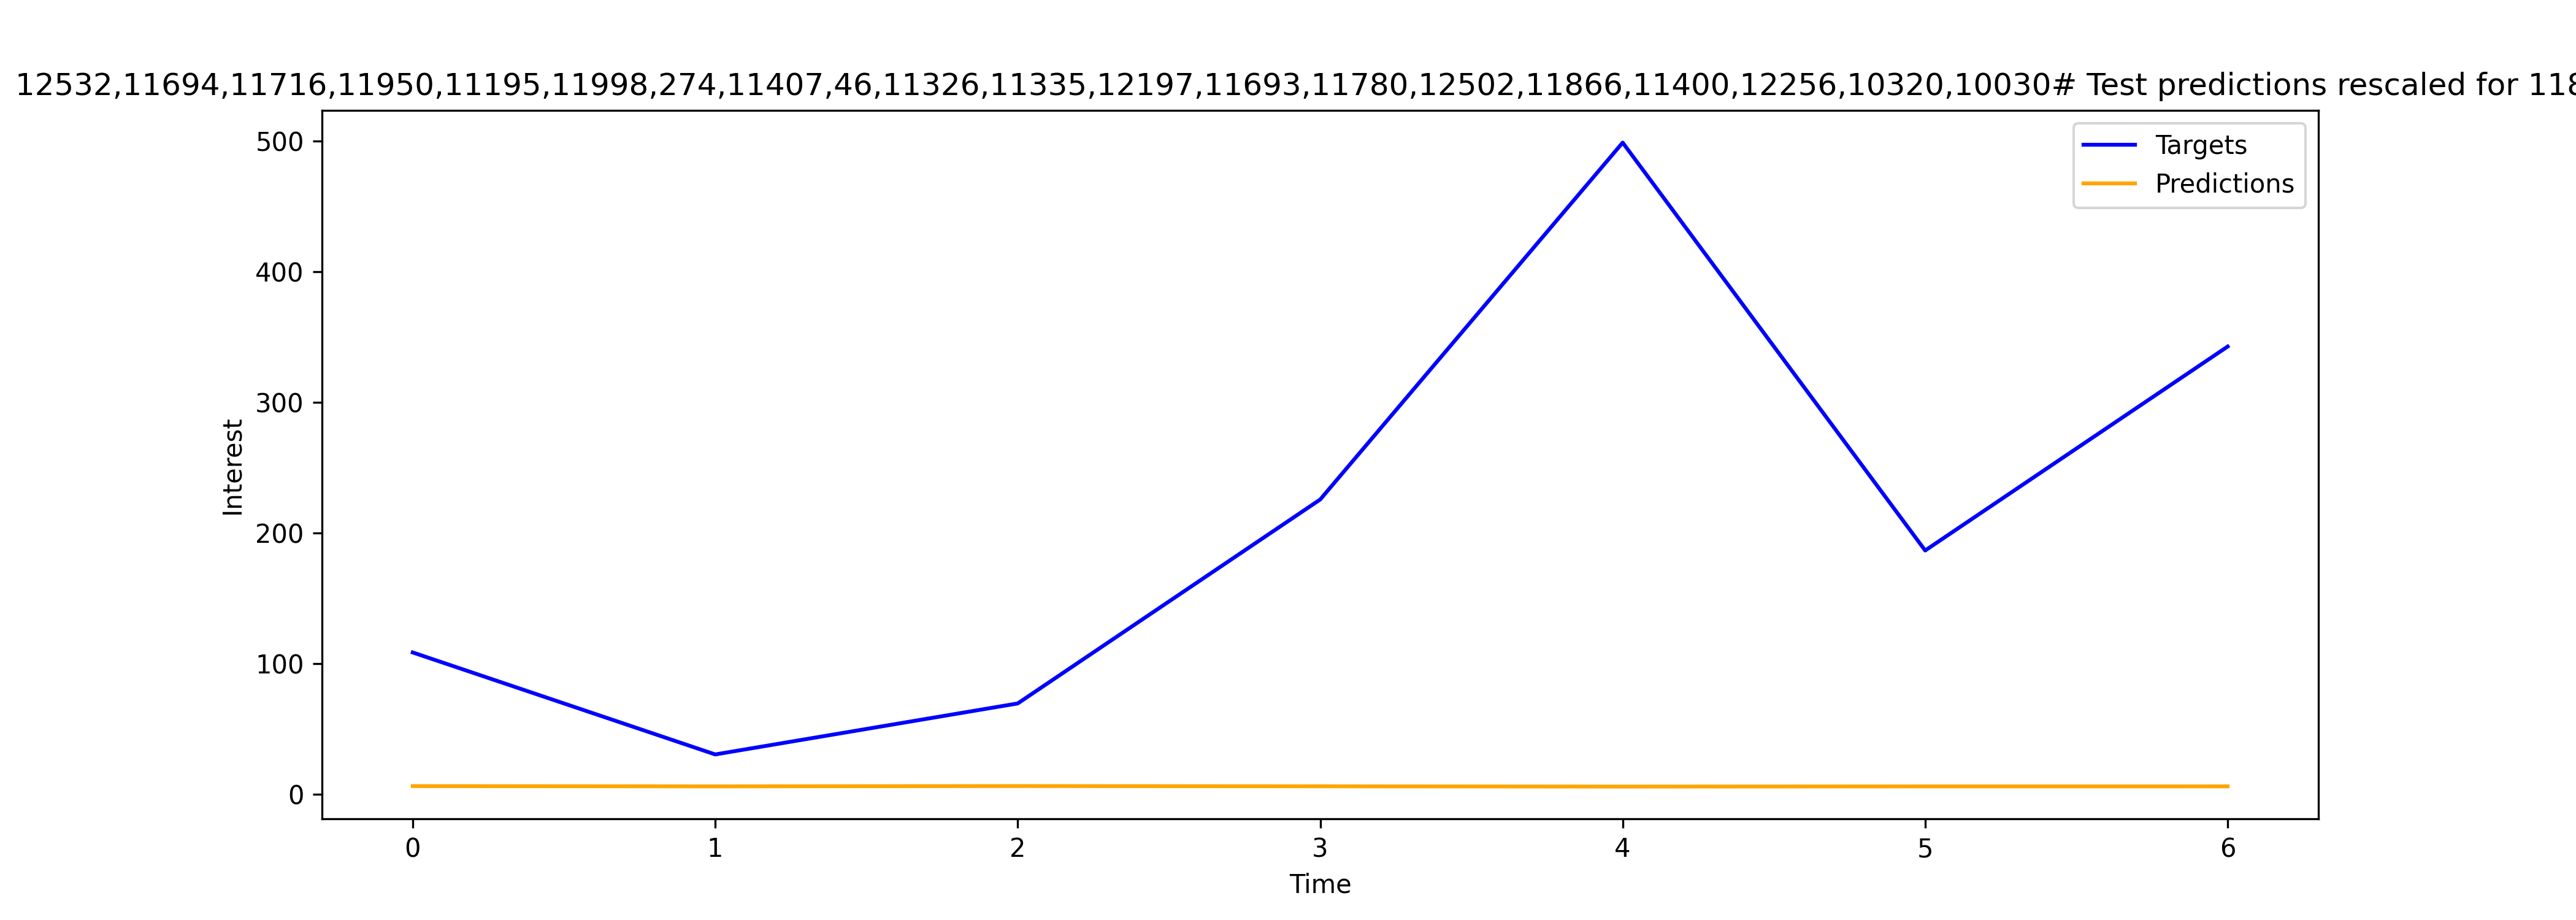 12532,11694,11716,11950,11195,11998,274,11407,46,11326,11335,12197,11693,11780,12502,11866,11400,12256,10320,10030# Test predictions rescaled for
Targets
Predictions
500
400
300
200
100
0
Interest
0 1 2 3 4 5 6
Time